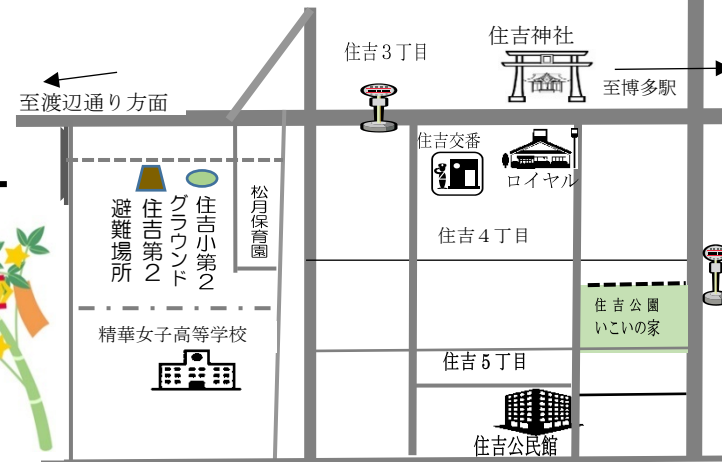 住吉３丁目
住吉神社
至渡辺通り方面
至博多駅
住吉交番
ロイヤル
松月保育園
住吉小第２
グラウンド
住吉第２
避難場所
住吉４丁目
住吉公園
いこいの家
精華女子高等学校
住吉５丁目
住吉公民館